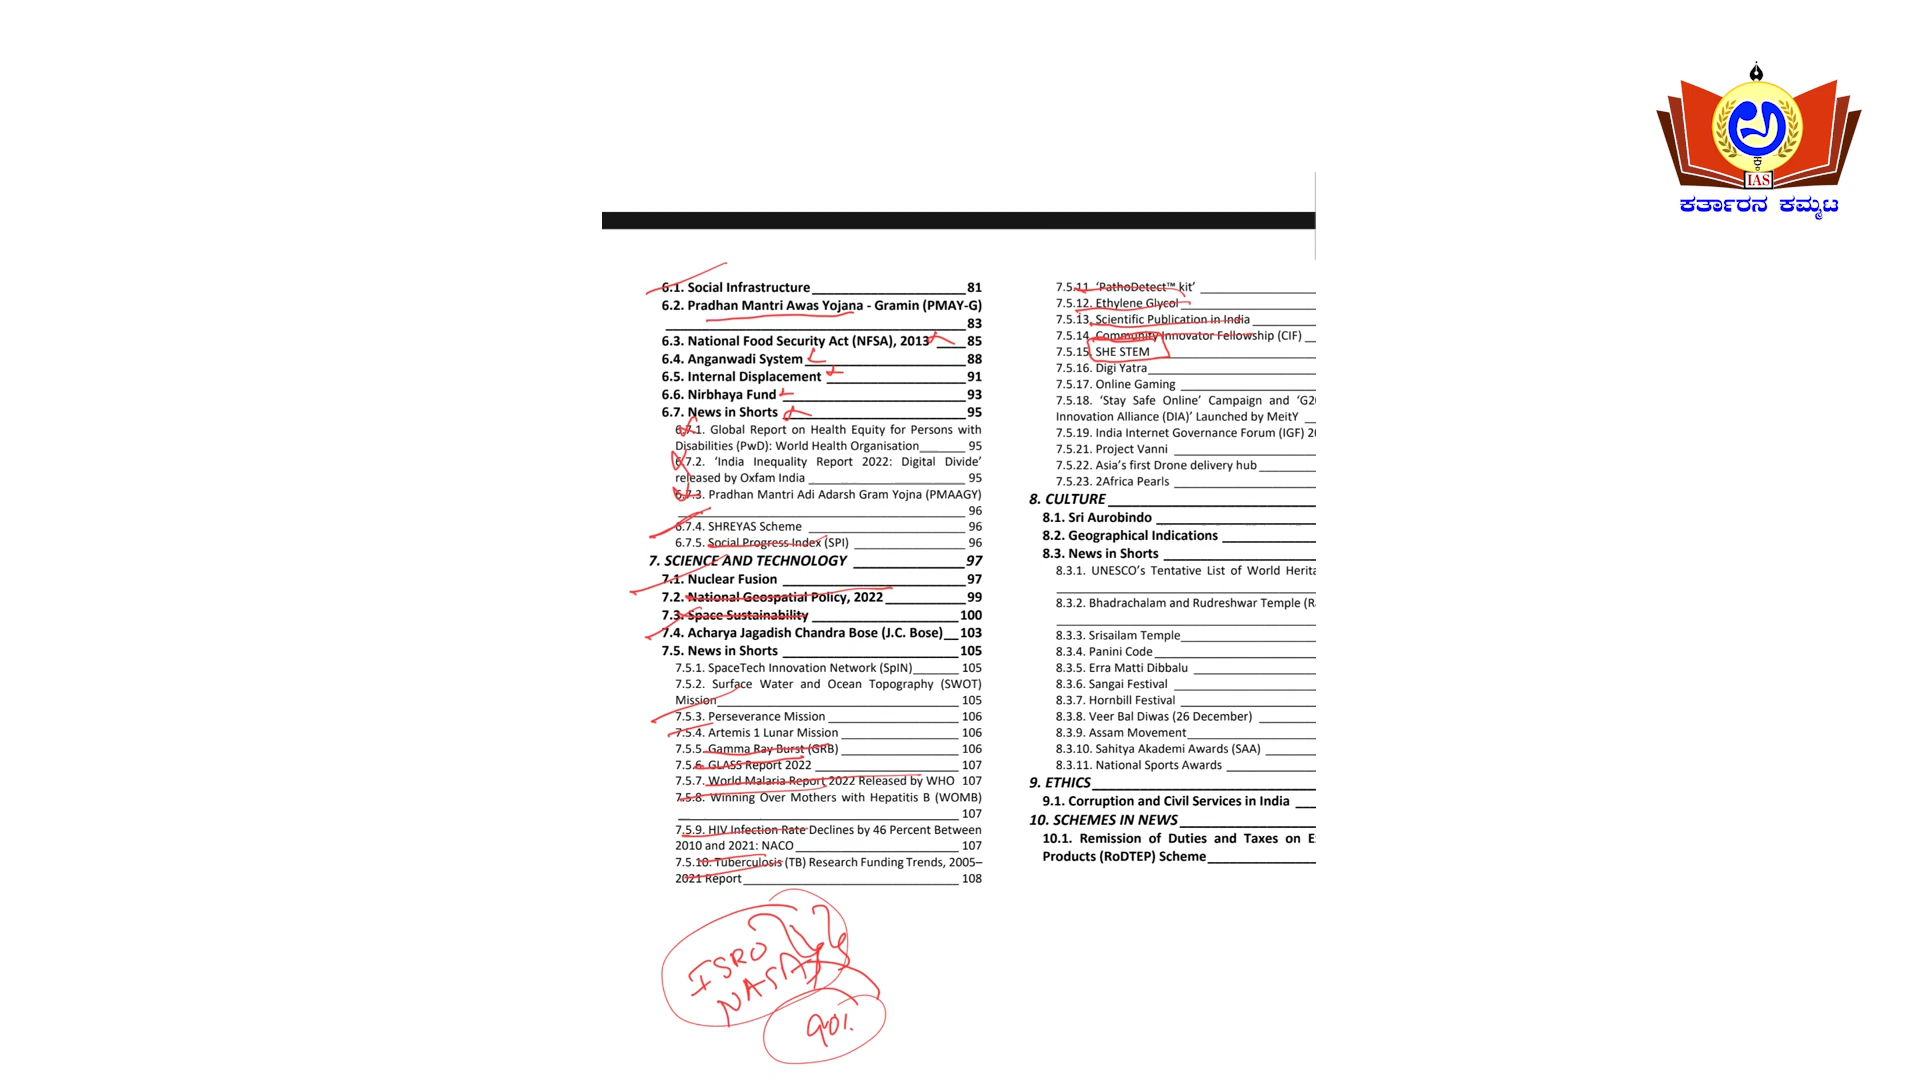 6.1. Social Infrastructure 81
6.2. Pradhan Mantri Awas Yojana - Gramin (PMAY-G)
83
6.3. National Food Security Act (NFSA), 2013 85
6.4. Anganwadi System 88
6.5. Internal Displacement 91
6.6. Nirbhaya Fund 93
6.7. News in Shorts 95
6.7.1. Global Report on Health Equity for Persons with
Disabilities (PwD): World Health Organisation 95
6.7.2. ‘India Inequality Report 2022: Digital Divide’
released by Oxfam India 95
6.7.3. Pradhan Mantri Adi Adarsh Gram Yojna (PMAAGY)
96
6.7.4. SHREYAS Scheme 96
6.7.5. Social Progress Index (SPI) 96
7. SCIENCE AND TECHNOLOGY 97
7.1. Nuclear Fusion 97
7.2. National Geospatial Policy, 2022 99
7.3. Space Sustainability 100
7.4. Acharya Jagadish Chandra Bose (J.C. Bose) 103
7.5. News in Shorts 105
7.5.1. SpaceTech Innovation Network (SpIN) 105
7.5.2. Surface Water and Ocean Topography (SWOT)
Mission 105
7.5.3. Perseverance Mission 106
7.5.4. Artemis 1 Lunar Mission 106
7.5.5. Gamma Ray Burst (GRB) 106
7.5.6. GLASS Report 2022 107
7.5.7. World Malaria Report 2022 Released by WHO 107
7.5.8. Winning Over Mothers with Hepatitis B (WOMB)
107
7.5.9. HIV Infection Rate Declines by 46 Percent Between
2010 and 2021: NACO 107
7.5.10. Tuberculosis (TB) Research Funding Trends, 2005–
2021 Report 108
ISRO
NASA
90%
7.5.11. ‘PathoDetect™ kit’
7.5.12. Ethylene Glycol
7.5.13. Scientific Publication in India
7.5.14. Community Innovator Fellowship (CIF)
7.5.15. SHE STEM
7.5.16. Digi Yatra
7.5.17. Online Gaming
7.5.18. ‘Stay Safe Online’ Campaign and ‘G2
Innovation Alliance (DIA)’ Launched by MeitY
7.5.19. India Internet Governance Forum (IGF) 2
7.5.21. Project Vanni
7.5.22. Asia’s first Drone delivery hub
7.5.23. 2Africa Pearls
8. CULTURE
8.1. Sri Aurobindo
8.2. Geographical Indications
8.3. News in Shorts
8.3.1. UNESCO’s Tentative List of World Herita
8.3.2. Bhadrachalam and Rudreshwar Temple (R
8.3.3. Srisailam Temple
8.3.4. Panini Code
8.3.5. Erra Matti Dibbalu
8.3.6. Sangai Festival
8.3.7. Hornbill Festival
8.3.8. Veer Bal Diwas (26 December)
8.3.9. Assam Movement
8.3.10. Sahitya Akademi Awards (SAA)
8.3.11. National Sports Awards
9. ETHICS
9.1. Corruption and Civil Services in India
10. SCHEMES IN NEWS
10.1. Remission of Duties and Taxes on E
Products (RoDTEP) Scheme
IAS
ಕರ್ತಾರನ ಕಮ್ಮಟ